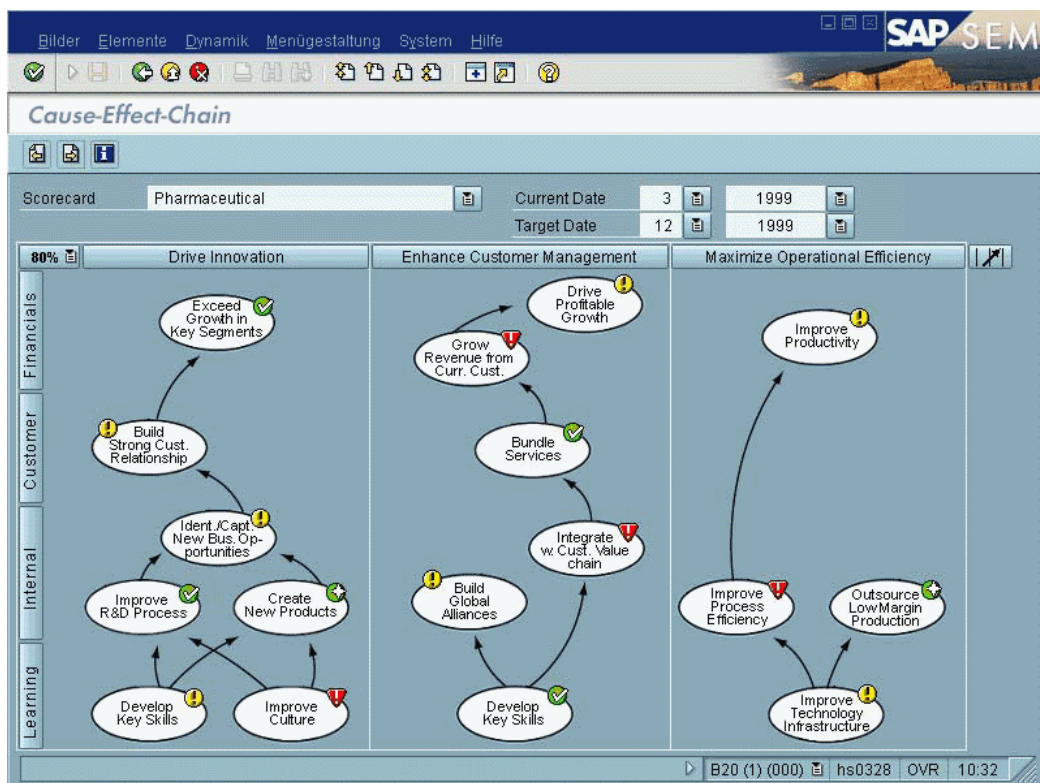 Bilder Elemente Dynamik Menügestaltung System Hilfe
SAP SEM
Cause-Effect-Chain
Scorecard Pharmaceutical Current Date 3 1999
Target Date 12 1999
80% Drive Innovation Enhance Customer Management Maximize Operational Efficiency
Financials
Exceed
Growth in
Key Segments
Drive
Profitable
Growth
Grow
Revenue from
Curr. Cust.
Improve
Productivity
Customer
Build
Strong Cust.
Relationship
Bundle
Services
Internal
Ident./Capt.
New Bus. Op-
portunities
Integrate
w. Cust. Value
chain
Improve
R&D Process
Create
New Products
Build
Global
Alliances
Improve
Process
Efficiency
Outsource
Low Margin
Production
Learning
Develop
Key Skills
Improve
Culture
Develop
Key Skills
Improve
Technology
Infrastructure
B20 (1) (000) hs0328 OVR 10:32